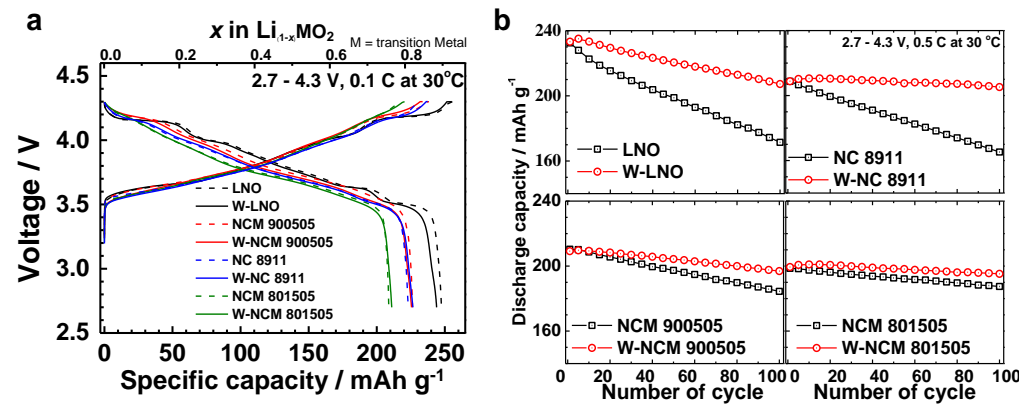 a
x in Li(1-x)MO2
M = transition Metal
0.0 0.2 0.4 0.6 0.8
2.7 - 4.3 V, 0.1 C at 30°C
4.5
4.0
3.5
3.0
2.5
Voltage / V
LNO
W-LNO
NCM 900505
W-NCM 900505
NC 8911
W-NC 8911
NCM 801505
W-NCM 801505
0 50 100 150 200 250
Specific capacity / mAh g-1
b
2.7 - 4.3 V, 0.5 C at 30 °C
240
200
160
LNO
W-LNO
NC 8911
W-NC 8911
240
200
160
140
Discharge capacity / mAh g-1
NCM 900505
W-NCM 900505
NCM 801505
W-NCM 801505
0 20 40 60 80 100
0 20 40 60 80 100
Number of cycle
Number of cycle